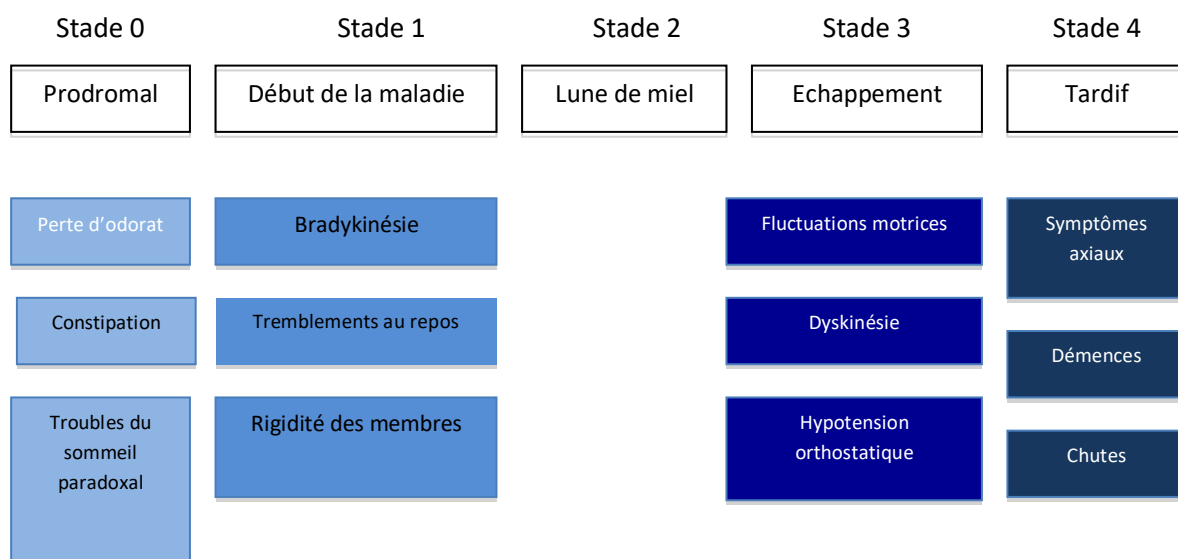 Stade 0
Stade 1
Stade 2
Stade 3
Stade 4
Prodromal
Début de la maladie
Lune de miel
Echappement
Tardif
Perte d'odorat
Bradykinésie
Fluctuations motrices
Symptômes
axiaux
Constipation
Tremblements au repos
Dyskinésie
Démences
Troubles du
sommeil
paradoxal
Rigidité des membres
Hypotension
orthostatique
Chutes